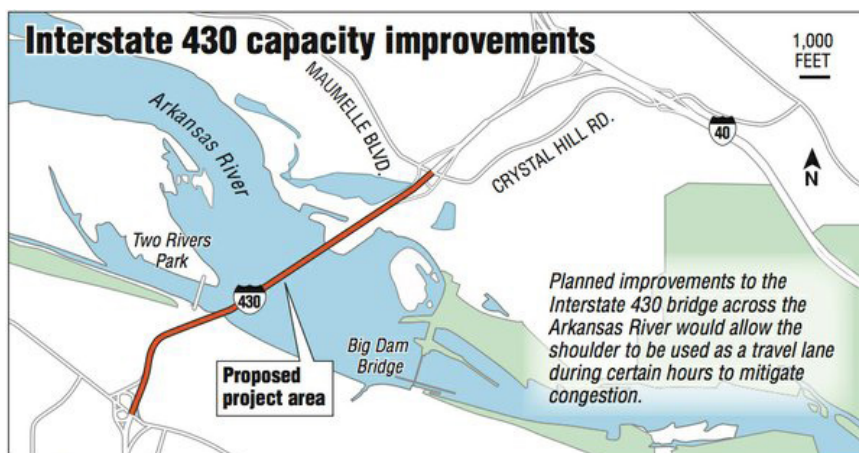 Interstate 430 capacity improvements
1,000
FEET
Arkansas River
MAUMELLE BLVD.
CRYSTAL HILL RD.
40
N
Two Rivers
Park
430
Proposed
project area
Big Dam
Bridge
Planned improvements to the
Interstate 430 bridge across the
Arkansas River would allow the
shoulder to be used as a travel lane
during certain hours to mitigate
congestion.